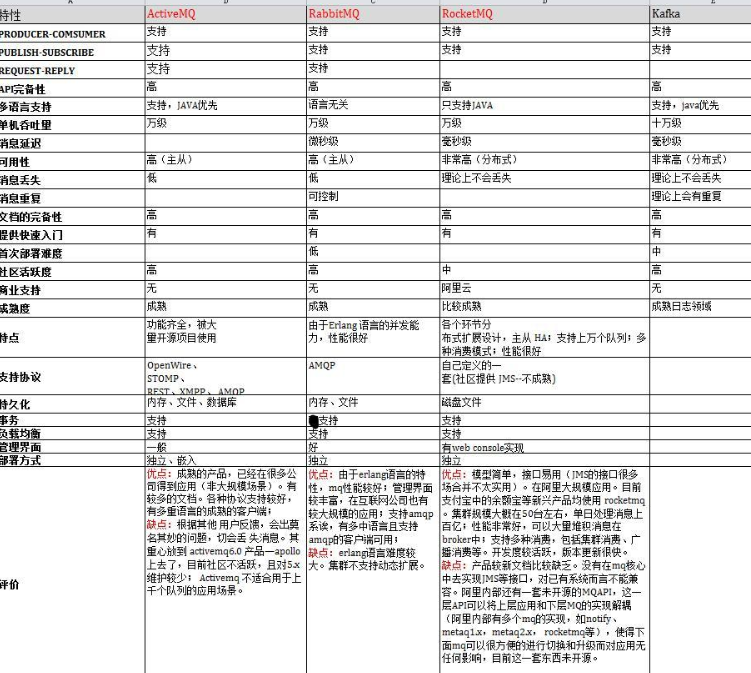 特性 ActiveMQ RabbitMQ RocketMQ Kafka
PRODUCER-COMSUMER 支持 支持 支持 支持
PUBLISH-SUBSCRIBE 支持 支持 支持 支持
REQUEST-REPLY 支持 支持
API完备性 高 高 高 高
多语言支持 支持，JAVA优先 语言无关 只支持JAVA 支持，java优先
单机吞吐量 万级 万级 万级 十万级
消息延迟 微秒级 毫秒级 毫秒级
可用性 高（主从） 高（主从） 非常高（分布式） 非常高（分布式）
消息丢失 低 低 理论上不会丢失 理论上不会丢失
消息重复 可控制 理论上会有重复
文档的完备性 高 高 高 高
提供快速入门 有 有 有 有
首次部署难度 低 中
社区活跃度 高 高 中 高
商业支持 无 无 阿里云 无
成熟度 成熟 成熟 比较成熟 成熟日志领域
特点
功能齐全，被大
量开源项目使用
由于Erlang 语言的并发能
力，性能很好
各个环节分
布式扩展设计，主从 HA；支持上万个队列；多
种消费模式；性能很好
支持协议
OpenWire、
STOMP、
REST、XMPP、AMQP
AMQP
自己定义的一
套(社区提供 JMS--不成熟)
持久化 内存、文件、数据库 内存、文件 磁盘文件
事务 支持 支持 支持
负载均衡 支持 支持 支持
管理界面 一般 好 有web console实现
部署方式 独立、嵌入 独立 独立
评价
优点：成熟的产品，已经在很多公
司得到应用（非大规模场景）。有
较多的文档。各种协议支持较好，
有多重语言的成熟的客户端；
缺点：根据其他 用户反馈，会出莫
名其妙的问题，切会丢 失消息。其
重心放到 activemq6.0 产品—apollo
上去了，目前社区不活跃，且对5.x
维护较少； Activemq 不适合用于上
千个队列的应用场景。
优点：由于erlang语言的特
性，mq性能较好；管理界面
较丰富，在互联网公司也有
较大规模的应用；支持amqp
系诶，有多中语言且支持
amqp的客户端可用；
缺点：erlang语言难度较
大。集群不支持动态扩展。
优点：模型简单，接口易用（JMS的接口很多
场合并不太实用）。在阿里大规模应用。目前
支付宝中的余额宝等新兴产品均使用 rocketmq
。集群规模大概在50台左右，单日处理消息上
百亿；性能非常好，可以大量堆积消息在
broker中；支持多种消费，包括集群消费、广
播消费等。开发度较活跃，版本更新很快。
缺点：产品较新文档比较缺乏。没有在mq核心
中去实现JMS等接口，对已有系统而言不能兼
容。阿里内部还有一套未开源的MQAPI，这一
层API可以将上层应用和下层MQ的实现解耦
（阿里内部有多个mq的实现，如notify、
metaq1.x，metaq2.x， rocketmq等），使得下
面mq可以很方便的进行切换和升级而对应用无
任何影响，目前这一套东西未开源。